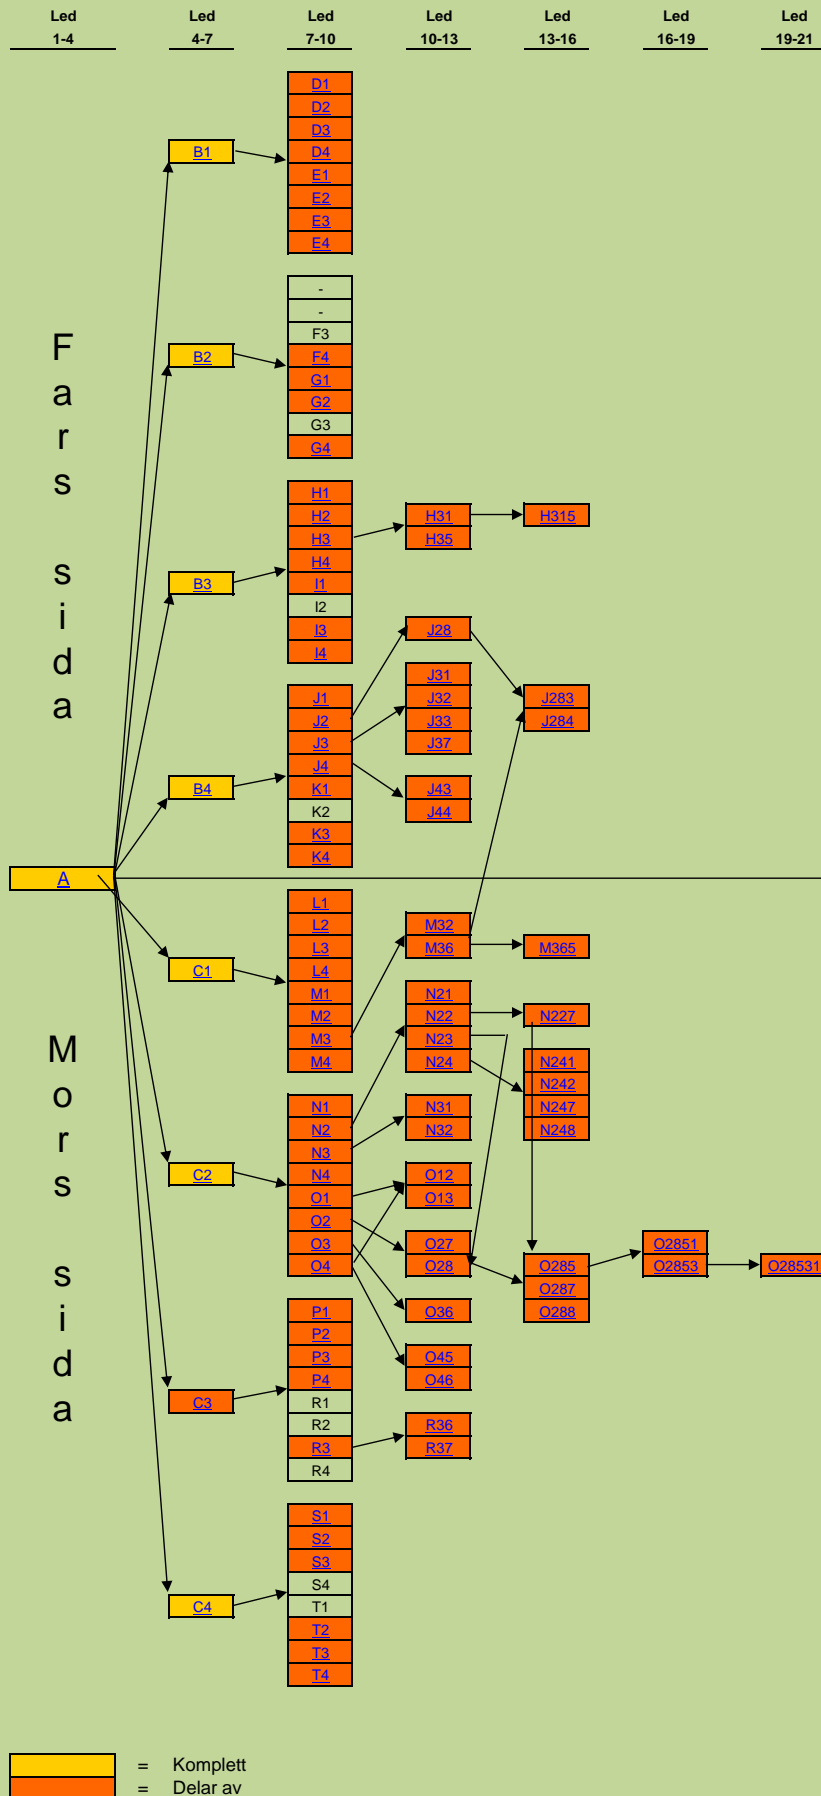 Led Led Led Led Led Led Led
1-4 4-7 7-10 10-13 13-16 16-19 19-21
D1
D2
D3
B1 D4
E1
E2
E3
E4
-
-
F3
B2 F4
G1
G2
G3
G4
Fars sida
H1
H2 H31 H315
H3 H35
H4
B3 I1
I2
I3 J28
I4
J31
J1 J32 J283
J2 J33 J284
J3 J37
J4
B4 K1 J43
K2 J44
K3
K4
A
L1
L2 M32
L3 M36 M365
C1 L4
M1 N21
M2 N22 N227
M3 N23
M4 N24 N241
N242
N1 N31 N247
N2 N32 N248
N3
C2 N4 O12
O1 O13
O2
O3 O27 O2851
O4 O28 O285 O2853 O28531
O287
P1 O36 O288
P2
P3 O45
P4 O46
C3 R1
R2 R36
R3 R37
R4
Mors sida
S1
S2
S3
S4
C4 T1
T2
T3
T4
= Komplett
= Delar av